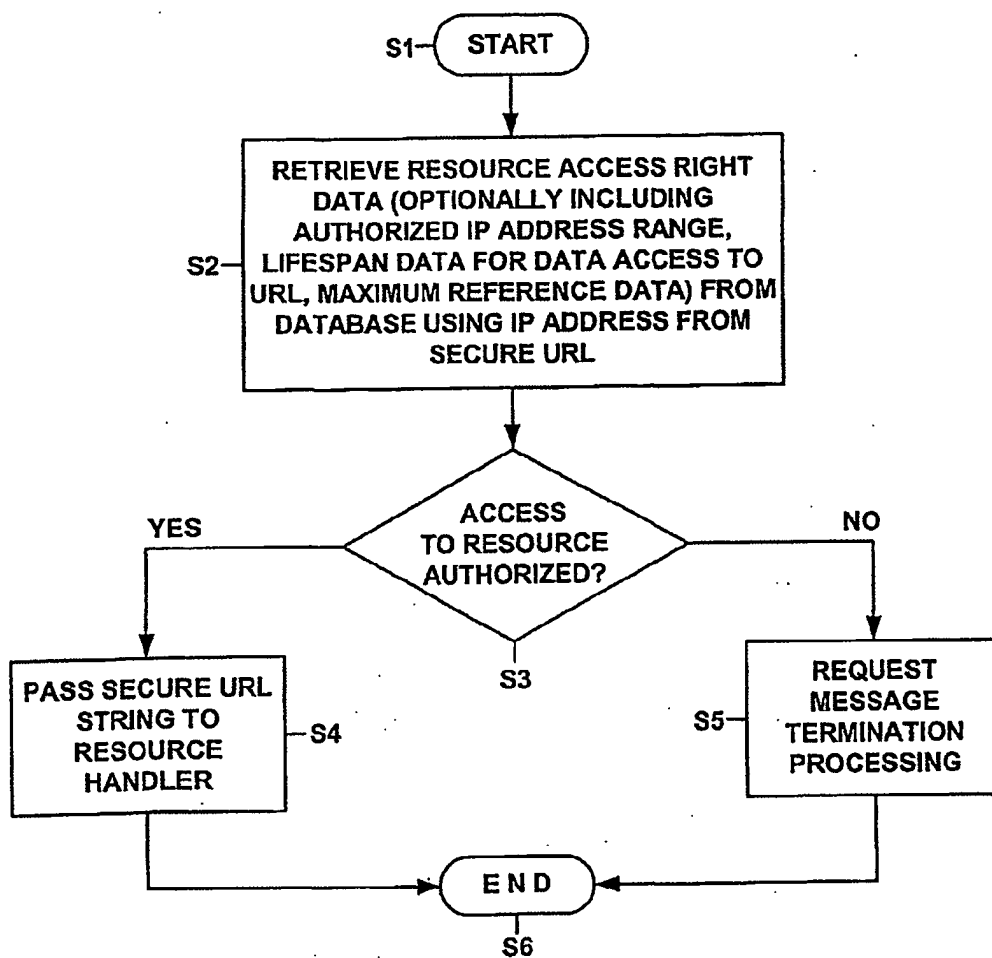 S1
START
RETRIEVE RESOURCE ACCESS RIGHT
DATA (OPTIONALLY INCLUDING
AUTHORIZED IP ADDRESS RANGE,
S2
LIFESPAN DATA FOR DATA ACCESS TO
URL, MAXIMUM REFERENCE DATA) FROM
DATABASE USING IP ADDRESS FROM
SECURE URL
YES
NO
ACCESS
TO RESOURCE
AUTHORIZED?
S3
PASS SECURE URL
STRING TO
RESOURCE
HANDLER
S4
REQUEST
MESSAGE
TERMINATION
PROCESSING
S5
END
S6